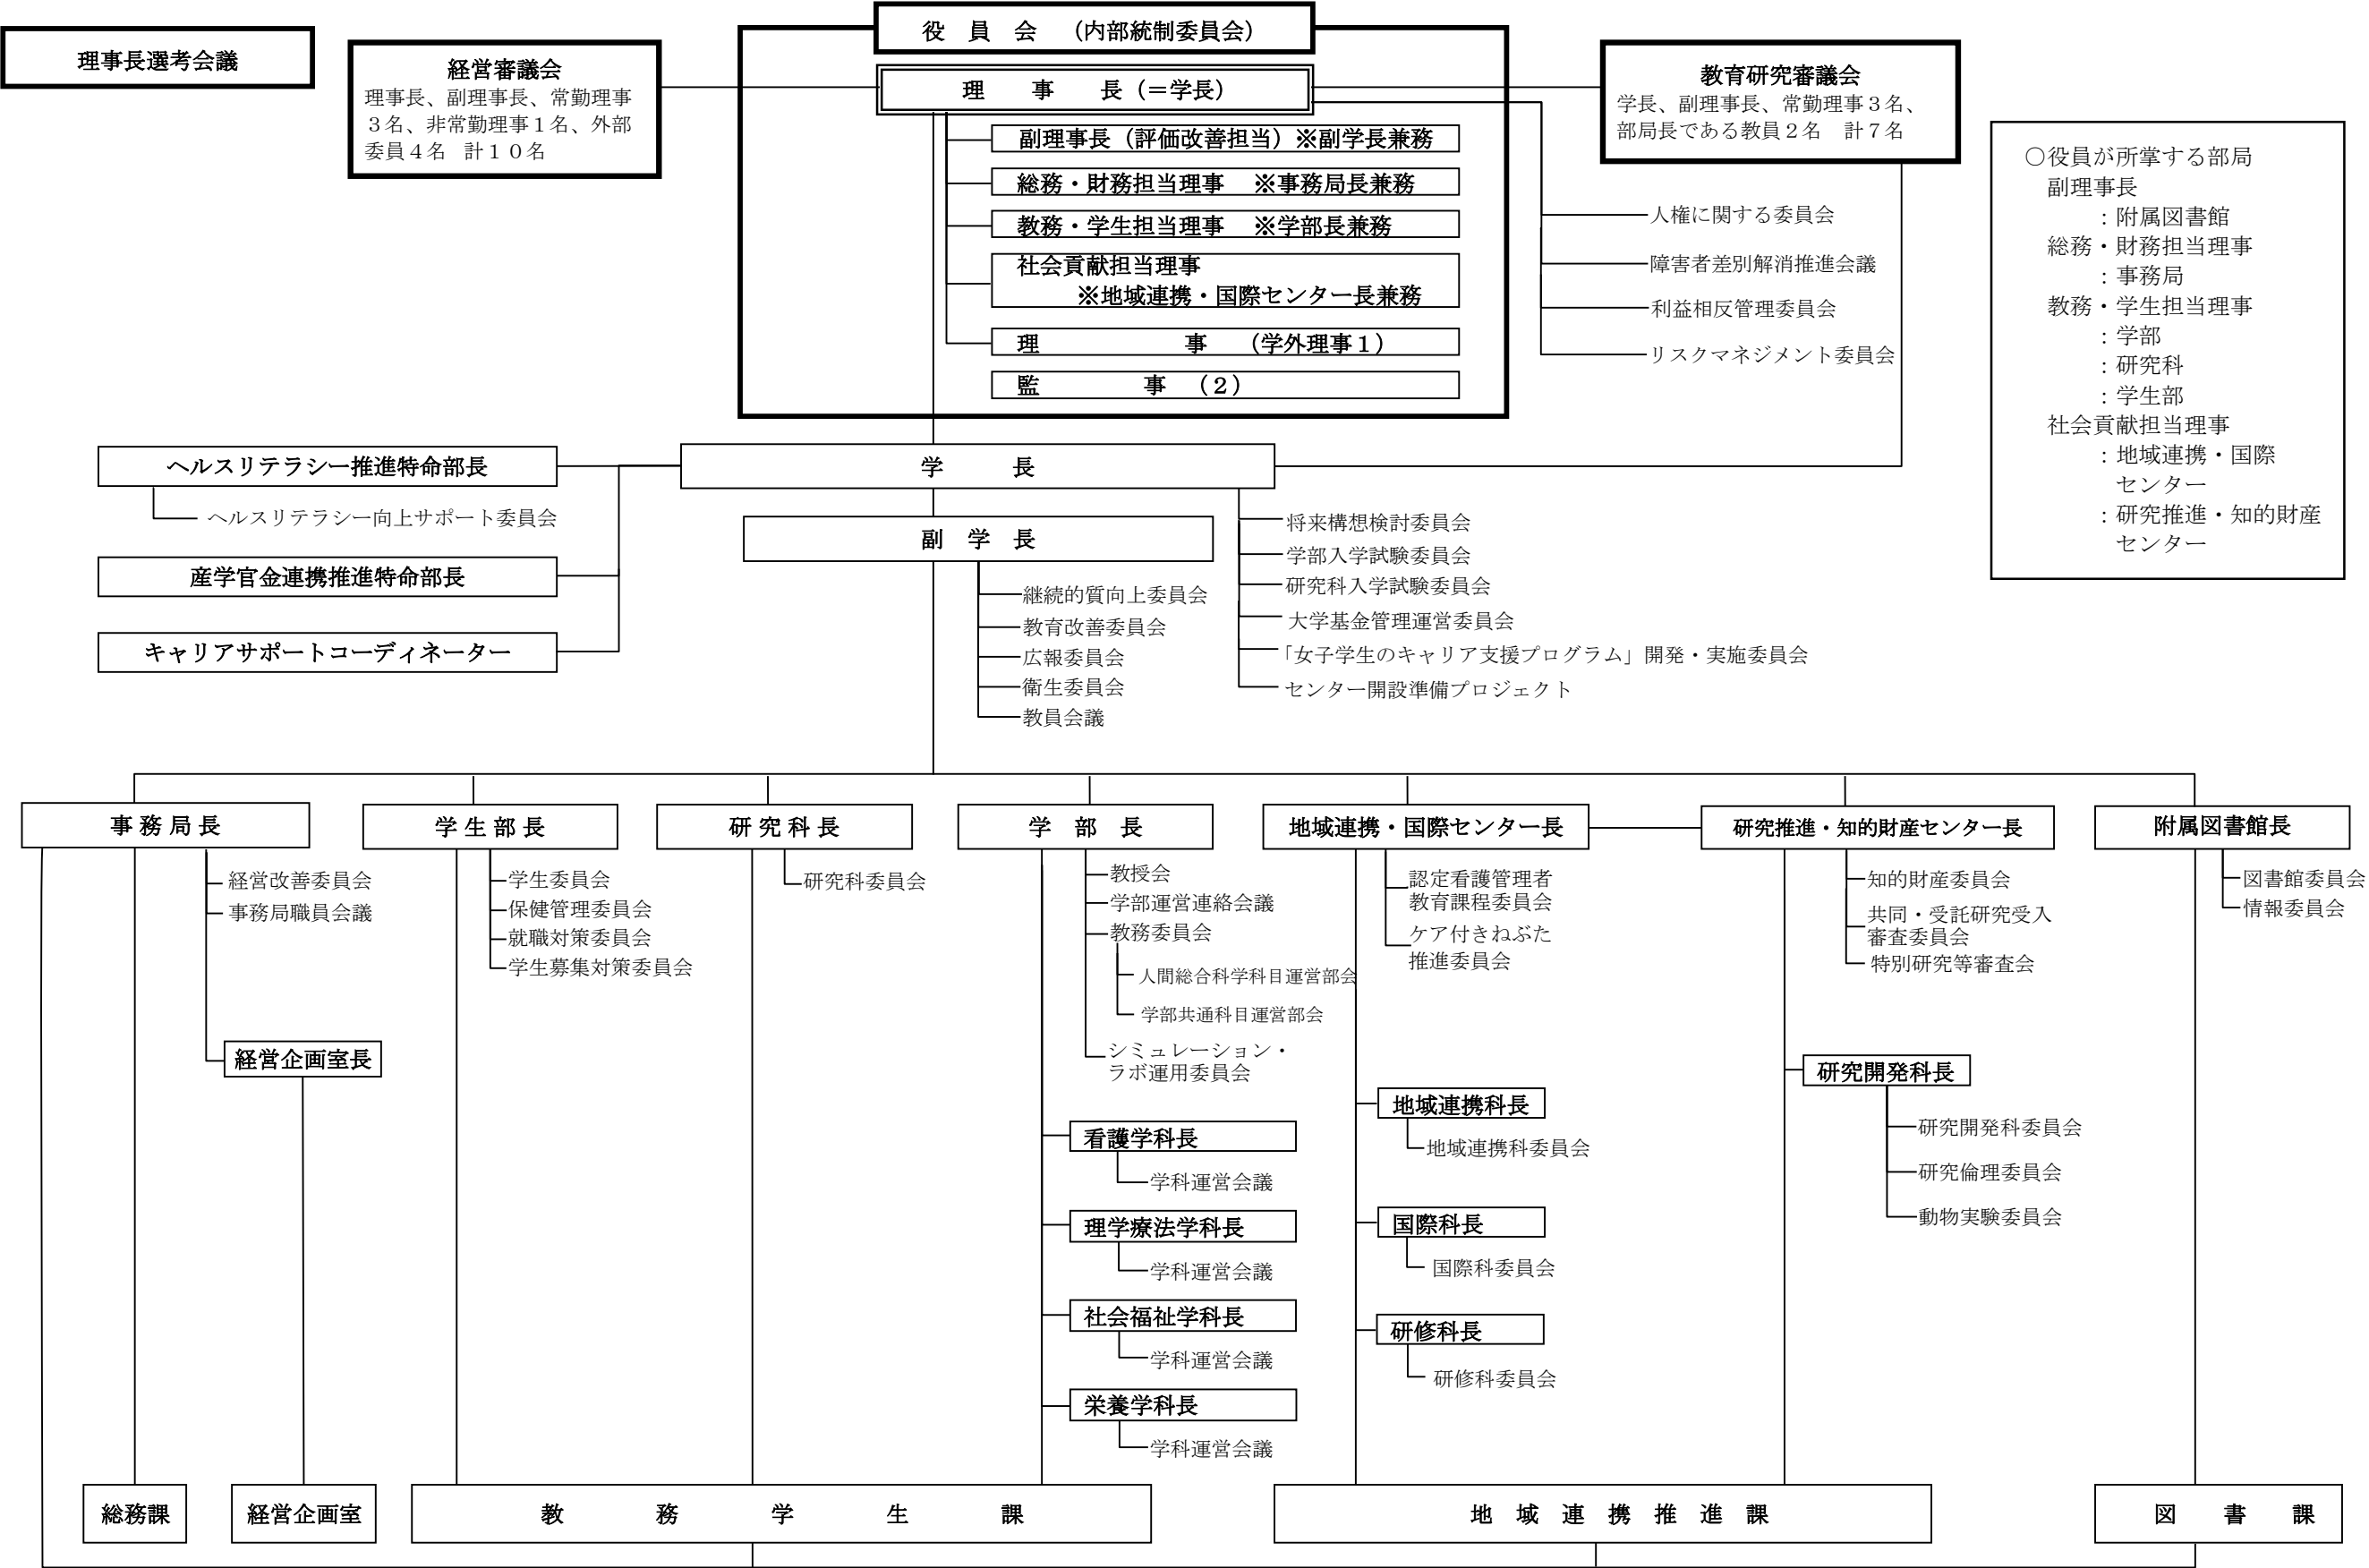 理事長選考会議
経営審議会
理事長、副理事長、常勤理事
３名、非常勤理事１名、外部
委員４名　計１０名
役　員　会　（内部統制委員会）
理　　事　　長（＝学長）
副理事長（評価改善担当）※副学長兼務
総務・財務担当理事　※事務局長兼務
教務・学生担当理事　※学部長兼務
社会貢献担当理事
※地域連携・国際センター長兼務
理　　　　　　事　（学外理事１）
監　　　　　事　（２）
教育研究審議会
学長、副理事長、常勤理事３名、
部局長である教員２名　計７名
人権に関する委員会
障害者差別解消推進会議
利益相反管理委員会
リスクマネジメント委員会
〇役員が所掌する部局
副理事長
：附属図書館
総務・財務担当理事
：事務局
教務・学生担当理事
：学部
：研究科
：学生部
社会貢献担当理事
：地域連携・国際
センター
：研究推進・知的財産
センター
ヘルスリテラシー推進特命部長
ヘルスリテラシー向上サポート委員会
産学官金連携推進特命部長
キャリアサポートコーディネーター
学　　　長
副　学　長
継続的質向上委員会
教育改善委員会
広報委員会
衛生委員会
教員会議
将来構想検討委員会
学部入学試験委員会
研究科入学試験委員会
大学基金管理運営委員会
「女子学生のキャリア支援プログラム」開発・実施委員会
センター開設準備プロジェクト
事 務 局 長
経営改善委員会
事務局職員会議
経営企画室長
学 生 部 長
学生委員会
保健管理委員会
就職対策委員会
学生募集対策委員会
研 究 科 長
研究科委員会
学　部　長
教授会
学部運営連絡会議
教務委員会
人間総合科学科目運営部会
学部共通科目運営部会
シミュレーション・
ラボ運用委員会
看護学科長
学科運営会議
理学療法学科長
学科運営会議
社会福祉学科長
学科運営会議
栄養学科長
学科運営会議
地域連携・国際センター長
認定看護管理者
教育課程委員会
ケア付きねぶた
推進委員会
地域連携科長
地域連携科委員会
国際科長
国際科委員会
研修科長
研修科委員会
研究推進・知的財産センター長
知的財産委員会
共同・受託研究受入
審査委員会
特別研究等審査会
研究開発科長
研究開発科委員会
研究倫理委員会
動物実験委員会
附属図書館長
図書館委員会
情報委員会
総務課
経営企画室
教　　　　務　　　　学　　　　生　　　　課
地　域　連　携　推　進　課
図　　書　　課